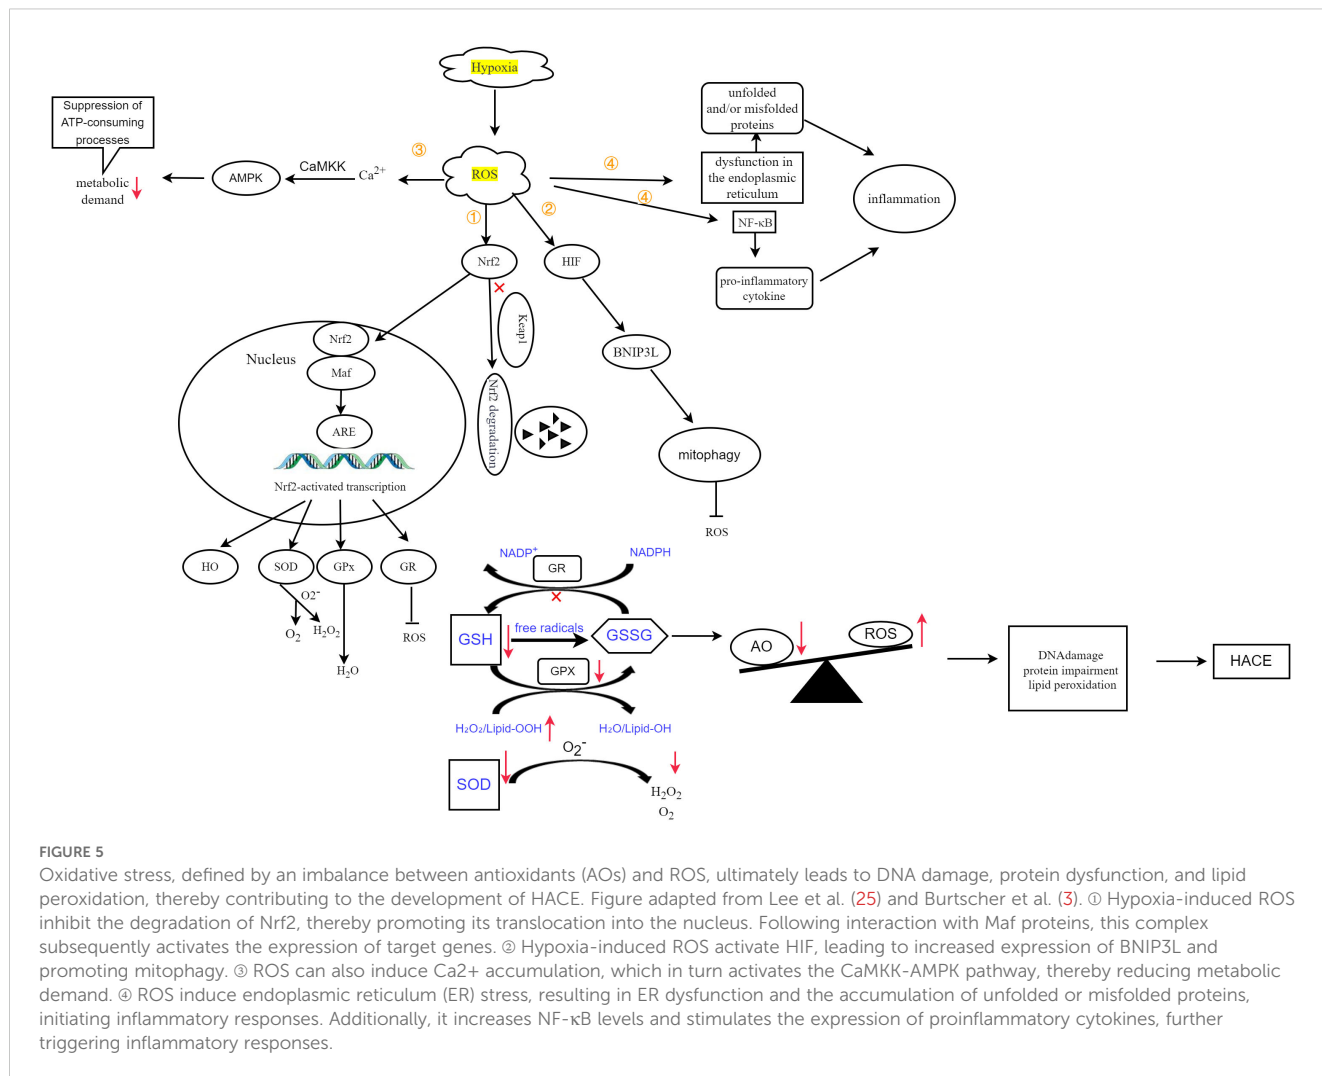 Hypoxia
Suppression of
ATP-consuming
processes
unfolded
and/or misfolded
proteins
③
ROS
④
dysfunction in
the endoplasmic
reticulum
metabolic
demand
AMPK
CaMKK
Ca²⁺
④
inflammation
①
②
NF-κB
Nrf2
HIF
pro-inflammatory
cytokine
Keap1
Nucleus
Nrf2
Maf
BNIP3L
ARE
Nrf2 degradation
mitophagy
Nrf2-activated transcription
ROS
HO
SOD
GPx
GR
O2⁻
O₂
H₂O₂
ROS
H₂O
NADP⁺
NADPH
GR
GSH
free radicals
GSSG
GPX
H₂O₂/Lipid-OOH
H₂O/Lipid-OH
SOD
O₂⁻
H₂O₂
O₂
AO
ROS
DNAdamage
protein impairment
lipid peroxidation
HACE
FIGURE 5
Oxidative stress, defined by an imbalance between antioxidants (AOs) and ROS, ultimately leads to DNA damage, protein dysfunction, and lipid
peroxidation, thereby contributing to the development of HACE. Figure adapted from Lee et al. (25) and Burtscher et al. (3). ① Hypoxia-induced ROS
inhibit the degradation of Nrf2, thereby promoting its translocation into the nucleus. Following interaction with Maf proteins, this complex
subsequently activates the expression of target genes. ② Hypoxia-induced ROS activate HIF, leading to increased expression of BNIP3L and
promoting mitophagy. ③ ROS can also induce Ca2+ accumulation, which in turn activates the CaMKK-AMPK pathway, thereby reducing metabolic
demand. ④ ROS induce endoplasmic reticulum (ER) stress, resulting in ER dysfunction and the accumulation of unfolded or misfolded proteins,
initiating inflammatory responses. Additionally, it increases NF-κB levels and stimulates the expression of proinflammatory cytokines, further
triggering inflammatory responses.